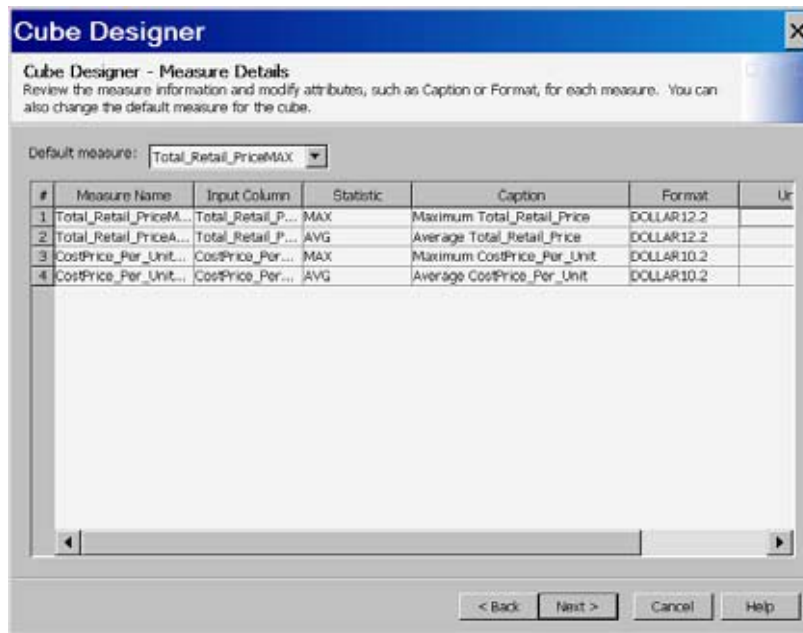 Cube Designer
Cube Designer - Measure Details
Review the measure information and modify attributes, such as Caption or Format, for each measure. You can
also change the default measure for the cube.
Default measure: Total_Retail_PriceMAX
# Measure Name Input Column Statistic Caption Format Ur
1 Total_Retail_PriceM... Total_Retail_P... MAX Maximum Total_Retail_Price DOLLAR12.2
2 Total_Retail_PriceA... Total_Retail_P... AVG Average Total_Retail_Price DOLLAR12.2
3 CostPrice_Per_Unit... CostPrice_Per... MAX Maximum CostPrice_Per_Unit DOLLAR10.2
4 CostPrice_Per_Unit... CostPrice_Per... AVG Average CostPrice_Per_Unit DOLLAR10.2
< Back Next > Cancel Help